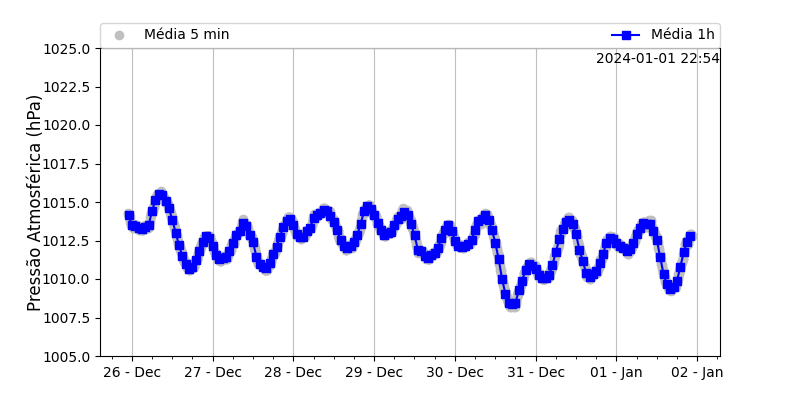 Média 5 min
Média 1h
2024-01-01 22:54
Pressão Atmosférica (hPa)
1025.0
1022.5
1020.0
1017.5
1015.0
1012.5
1010.0
1007.5
1005.0
26 - Dec
27 - Dec
28 - Dec
29 - Dec
30 - Dec
31 - Dec
01 - Jan
02 - Jan